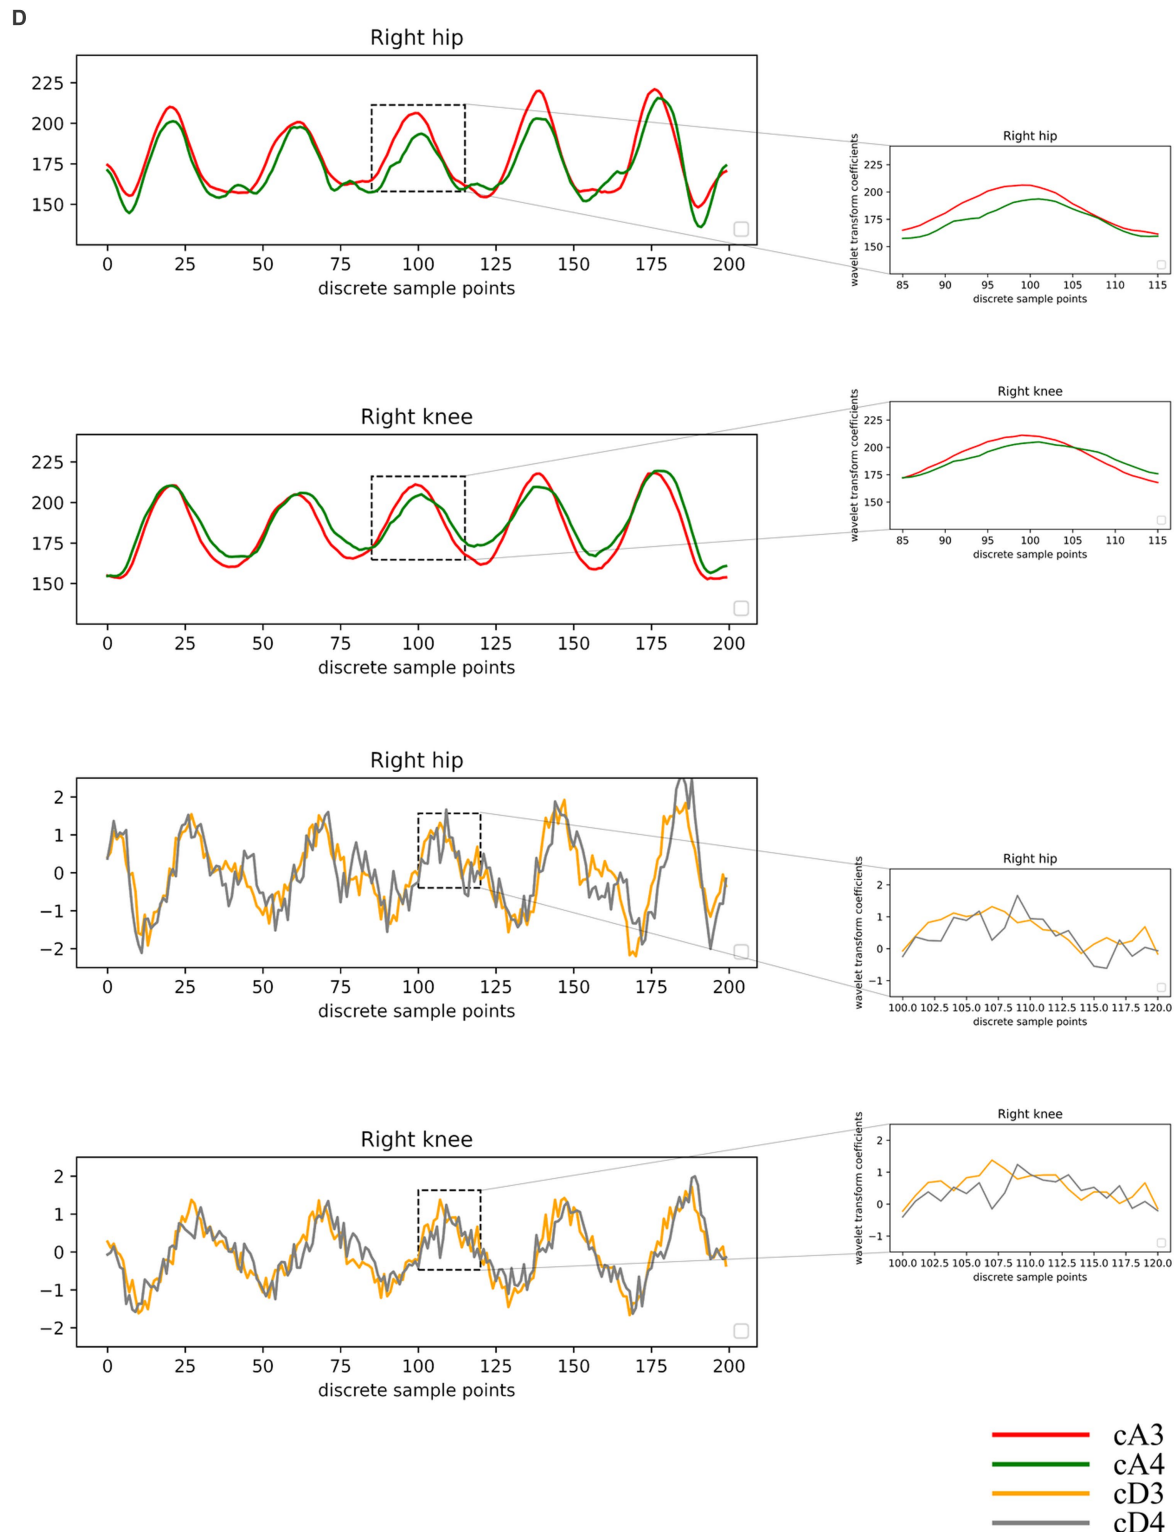 D
Right hip
225
200
175
150
0 25 50 75 100 125 150 175 200
discrete sample points
Right hip
wavelet transform coefficients
225
200
175
150
85 90 95 100 105 110 115
discrete sample points
Right knee
225
200
175
150
0 25 50 75 100 125 150 175 200
discrete sample points
Right knee
wavelet transform coefficients
225
200
175
150
85 90 95 100 105 110 115
discrete sample points
Right hip
2
1
0
−1
−2
0 25 50 75 100 125 150 175 200
discrete sample points
Right hip
wavelet transform coefficients
2
1
0
−1
100.0 102.5 105.0 107.5 110.0 112.5 115.0 117.5 120.0
discrete sample points
Right knee
2
1
0
−1
−2
0 25 50 75 100 125 150 175 200
discrete sample points
Right knee
wavelet transform coefficients
2
1
0
−1
100.0 102.5 105.0 107.5 110.0 112.5 115.0 117.5 120.0
discrete sample points
cA3
cA4
cD3
cD4